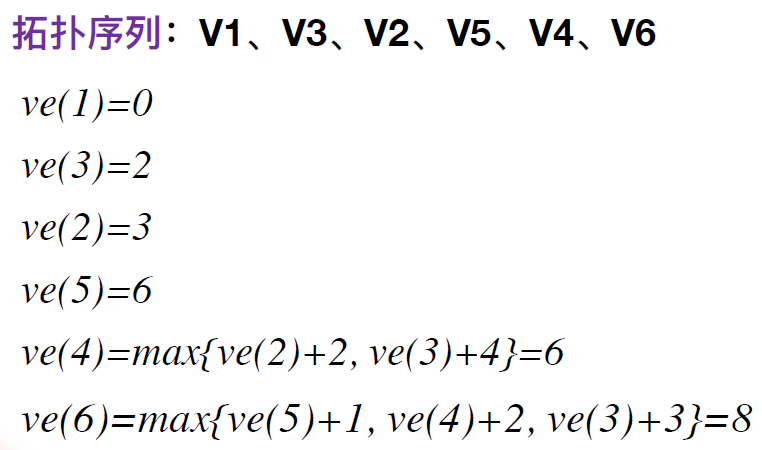 拓扑序列：V1、V3、V2、V5、V4、V6
ve(1)=0
ve(3)=2
ve(2)=3
ve(5)=6
ve(4)=max{ve(2)+2, ve(3)+4}=6
ve(6)=max{ve(5)+1, ve(4)+2, ve(3)+3}=8